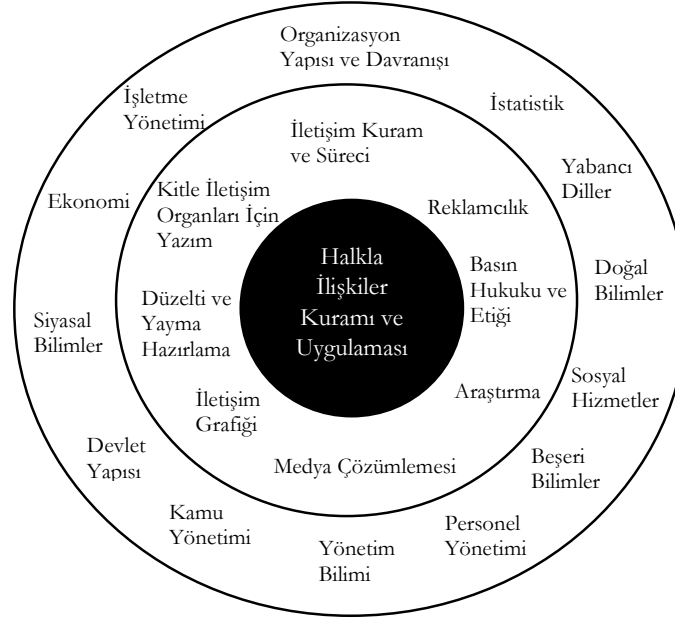 Organizasyon
Yapısı ve Davranışı
İşletme
Yönetimi
İstatistik
İletişim Kuram
ve Süreci
Yabancı
Diller
Ekonomi
Kitle İletişim
Organları İçin
Yazım
Reklamcılık
Halkla
İlişkiler
Kuramı ve
Uygulaması
Basın
Hukuku ve
Etiği
Doğal
Bilimler
Düzelti ve
Yayma
Hazırlama
Siyasal
Bilimler
Araştırma
Sosyal
Hizmetler
İletişim
Grafiği
Medya Çözümlemesi
Devlet
Yapısı
Beşeri
Bilimler
Kamu
Yönetimi
Yönetim
Bilimi
Personel
Yönetimi